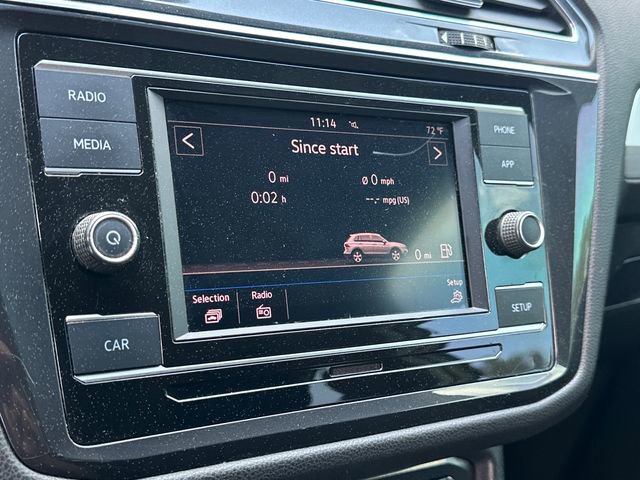 RADIO
MEDIA
CAR
PHONE
APP
SETUP
11:14
72 °F
<
Since start
>
0 mi
Ø 0 mph
0:02 h
--.- mpg (US)
0 mi
Selection
Radio
Setup